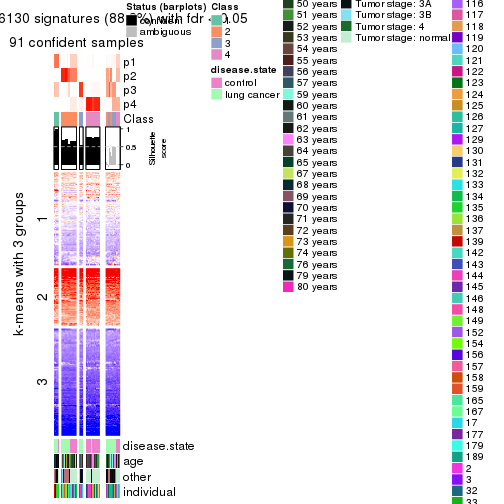 6130 signatures (88.
with fdr < 0.05
91 confident samples
p1
p2
p3
p4
Class
1
0.5
0
Silhouette
score
k-means with 3 groups
1
2
3
disease.state
age
other
individual
Status (barplots)
ambiguous
Class
1
2
3
4
disease.state
control
lung cancer
50 years
51 years
52 years
53 years
54 years
55 years
56 years
57 years
59 years
60 years
61 years
62 years
63 years
64 years
65 years
67 years
68 years
69 years
70 years
71 years
72 years
73 years
74 years
76 years
79 years
80 years
Tumor stage: 3A
Tumor stage: 3B
Tumor stage: 4
Tumor stage: normal
116
117
118
119
120
121
122
123
124
125
126
127
129
130
131
132
133
134
135
136
137
139
142
143
144
145
146
148
149
152
154
156
157
158
159
165
167
17
177
179
189
2
3
32
33